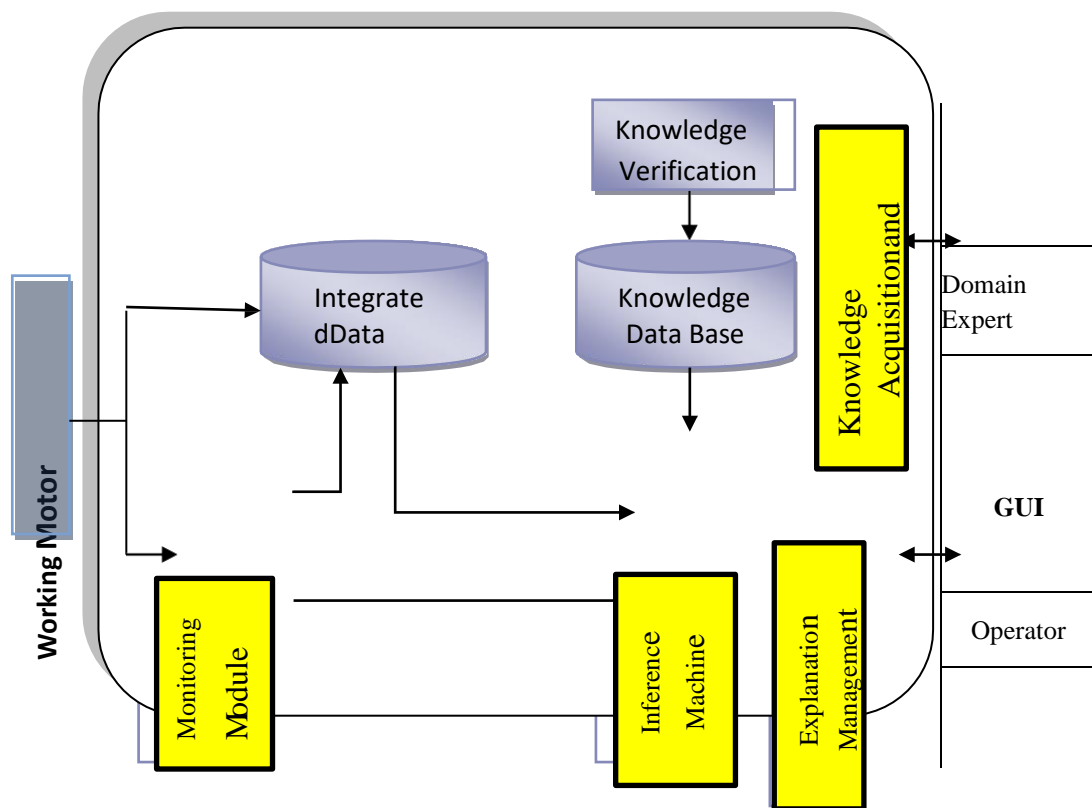 Knowledge
Verification
Integrate
dData
Knowledge
Data Base
Knowledge
Acquisitionand
Domain
Expert
Working Motor
GUI
Monitoring
Module
Inference
Machine
Explanation
Management
Operator